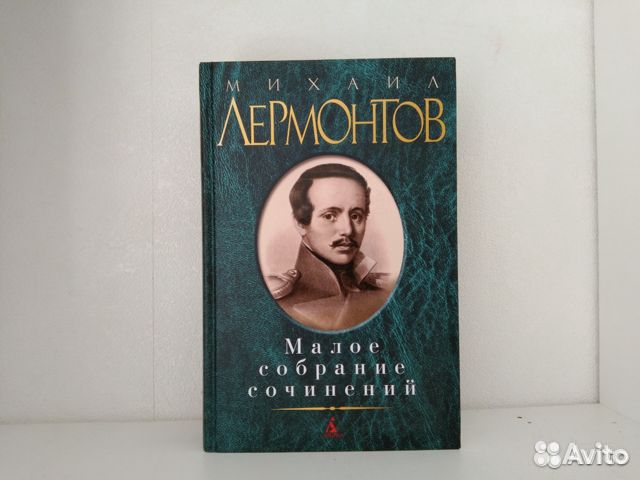 МИХАИЛ
ЛЕРМОНТОВ
Малое
собрание
сочинений
Avito